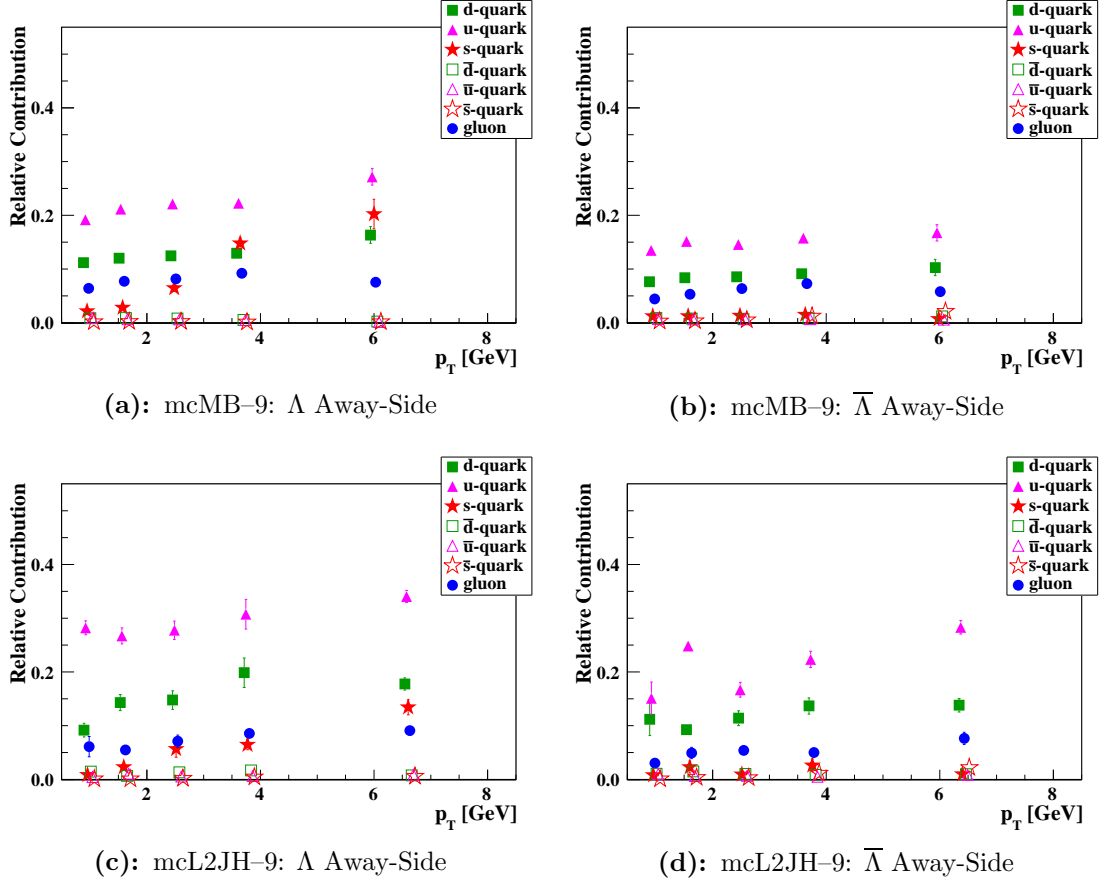 Relative Contribution
0.4
0.2
0.0
2
4
6
8
p_T [GeV]
d-quark
u-quark
s-quark
d̅-quark
u̅-quark
s̅-quark
gluon
(a): mcMB–9: Λ Away-Side
Relative Contribution
0.4
0.2
0.0
2
4
6
8
p_T [GeV]
d-quark
u-quark
s-quark
d̅-quark
u̅-quark
s̅-quark
gluon
(b): mcMB–9: Λ̅ Away-Side
Relative Contribution
0.4
0.2
0.0
2
4
6
8
p_T [GeV]
d-quark
u-quark
s-quark
d̅-quark
u̅-quark
s̅-quark
gluon
(c): mcL2JH–9: Λ Away-Side
Relative Contribution
0.4
0.2
0.0
2
4
6
8
p_T [GeV]
d-quark
u-quark
s-quark
d̅-quark
u̅-quark
s̅-quark
gluon
(d): mcL2JH–9: Λ̅ Away-Side